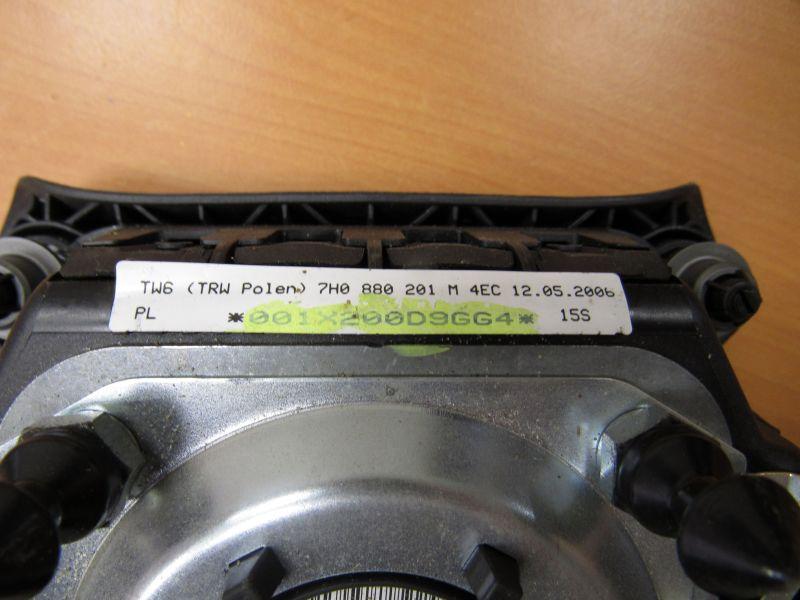 TW6 (TRW Polen) 7H0 880 201 M 4EC 12.05.2006
PL *001X200D9GG4* 15S